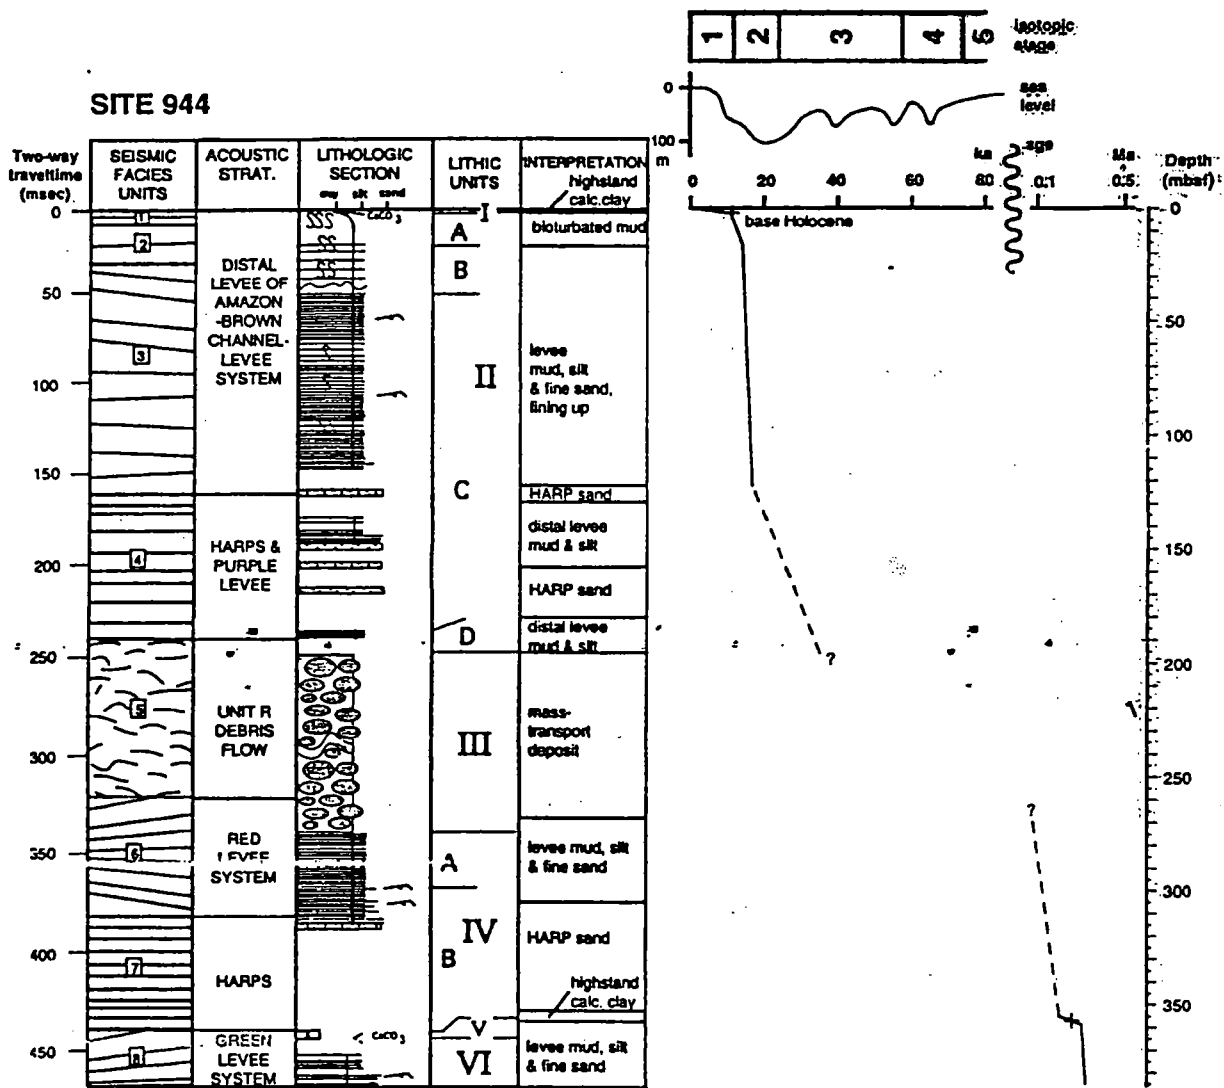 1 2 3 4 5
isotopic
stage
0
100
m
sea
level
SITE 944
Two-way
traveltime
(msec)
SEISMIC
FACIES
UNITS
ACOUSTIC
STRAT.
LITHOLOGIC
SECTION
clay silt sand
LITHIC
UNITS
INTERPRETATION
highstand
calc.clay
ka
age
Ma
0 20 40 60 80 0.1 0.5
Depth
(mbsf)
0
50
100
150
200
250
300
350
400
450
1
2
3
4
5
6
7
8
DISTAL
LEVEE OF
AMAZON
-BROWN
CHANNEL-
LEVEE
SYSTEM
HARPS &
PURPLE
LEVEE
UNIT R
DEBRIS
FLOW
RED
LEVEE
SYSTEM
HARPS
GREEN
LEVEE
SYSTEM
CaCO3
CaCO3
I
A
B
II
C
D
III
A
IV
B
V
VI
bioturbated mud
levee
mud, silt
& fine sand,
fining up
HARP sand
distal levee
mud & silt
HARP sand
distal levee
mud & silt
mass-
transport
deposit
levee mud, silt
& fine sand
HARP sand
highstand
calc. clay
levee mud, silt
& fine sand
base Holocene
?
?
0
50
100
150
200
250
300
350